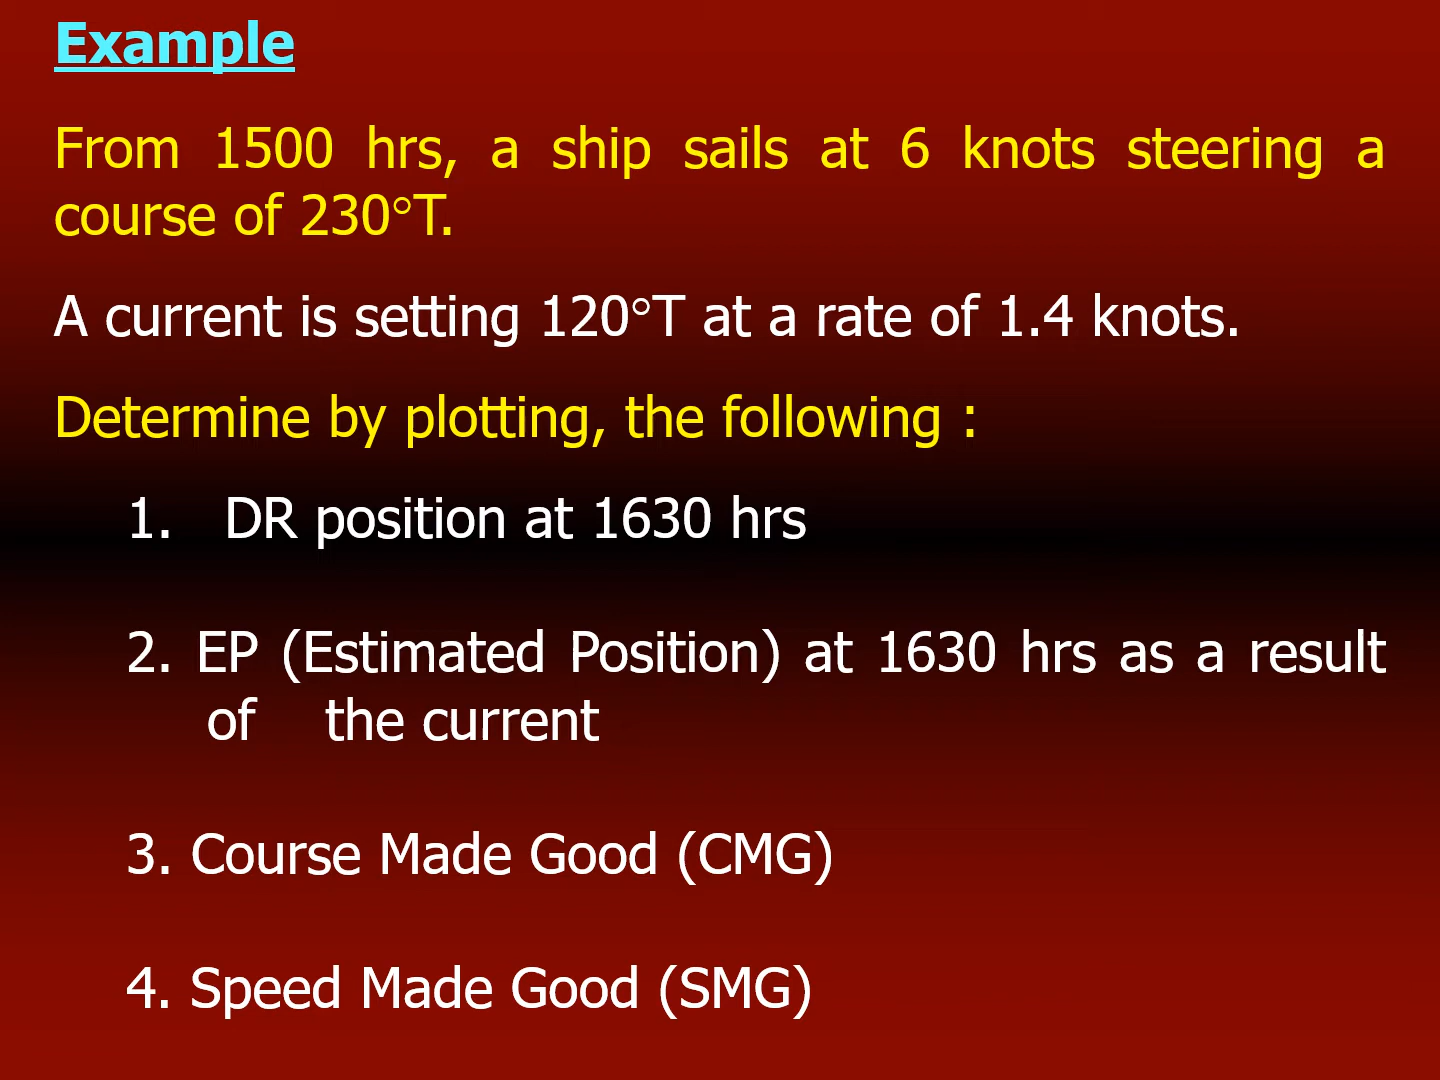 Example
From 1500 hrs, a ship sails at 6 knots steering a
course of 230°T.
A current is setting 120°T at a rate of 1.4 knots.
Determine by plotting, the following :
1. DR position at 1630 hrs
2. EP (Estimated Position) at 1630 hrs as a result
of the current
3. Course Made Good (CMG)
4. Speed Made Good (SMG)